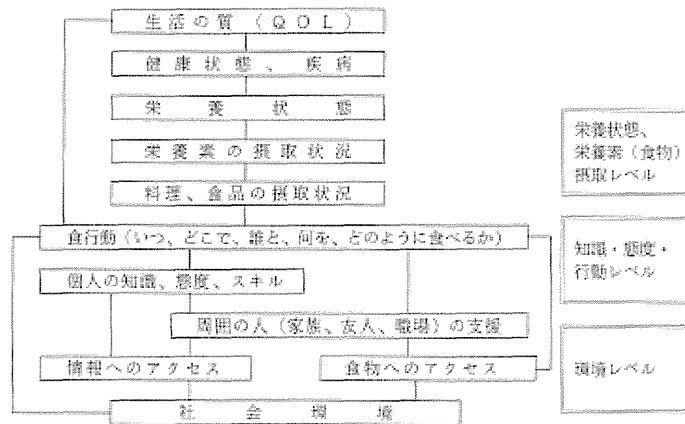 生活の質（QOL）
健康状態、疾病
栄養状態
栄養素の摂取状況
料理、食品の摂取状況
食行動（いつ、どこで、誰と、何を、どのように食べるか）
個人の知識、態度、スキル
周囲の人（家族、友人、職場）の支援
情報へのアクセス
食物へのアクセス
社会環境
栄養状態、
栄養素（食物）
摂取レベル
知識・態度・
行動レベル
環境レベル